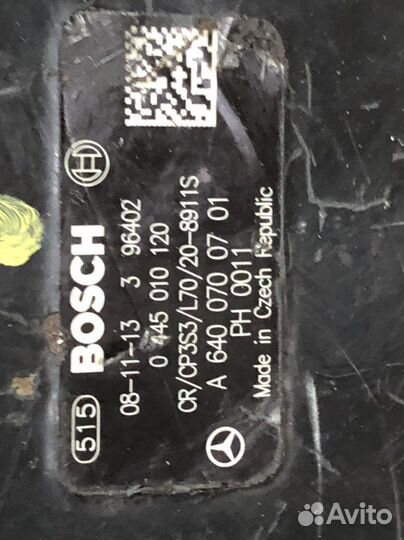 515 BOSCH
08-11-13 3 96402
0 445 010 120
CR/CP3S3/L70/20-8911S
A 640 070 07 01
PH 0011
Made in Czech Republic
Avito